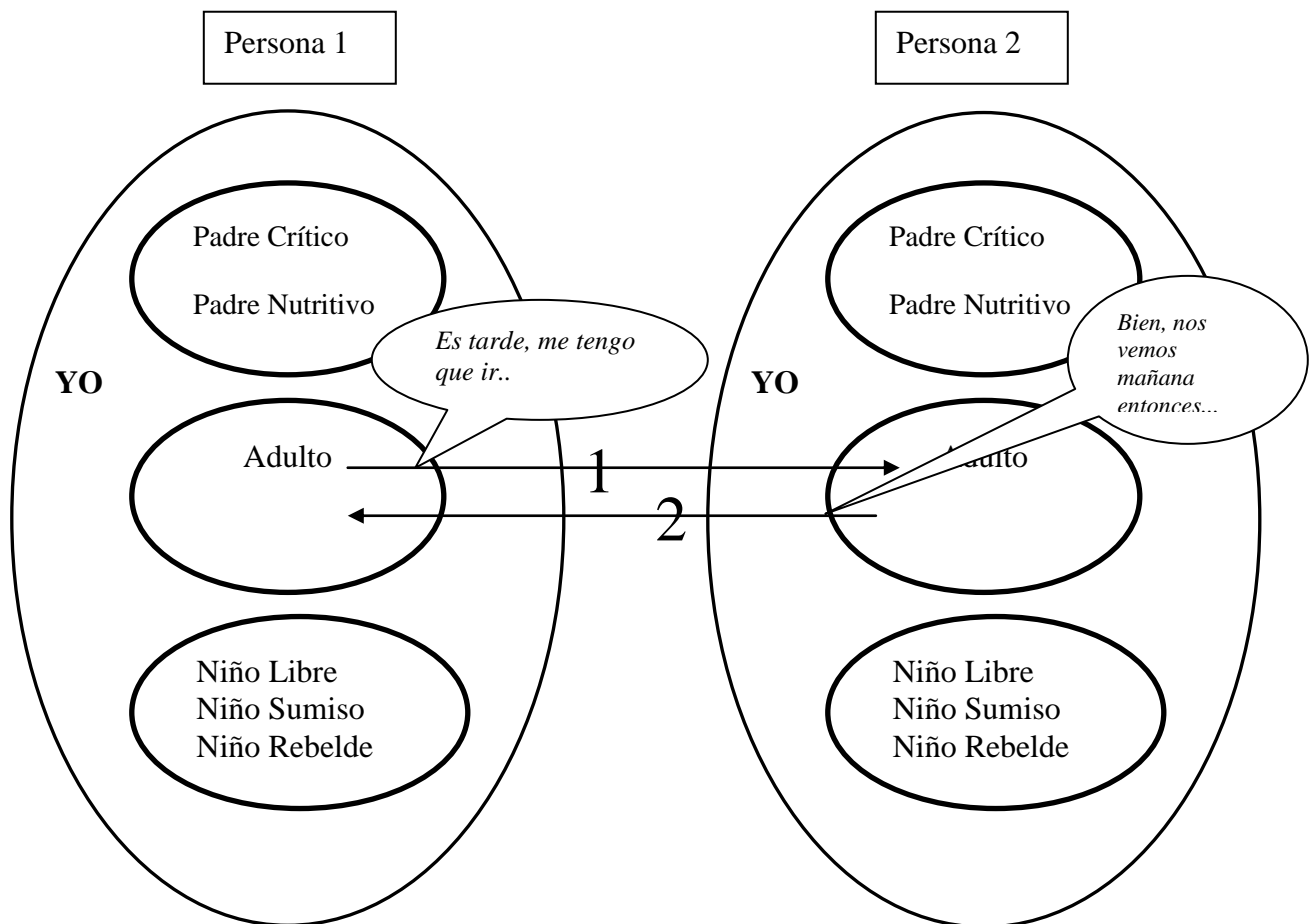 Persona 1
Persona 2
Padre Crítico
Padre Nutritivo
Es tarde, me tengo
que ir..
YO
Adulto
Padre Crítico
Padre Nutritivo
Bien, nos
vemos
mañana
entonces...
YO
Adulto
1
2
Niño Libre
Niño Sumiso
Niño Rebelde
Niño Libre
Niño Sumiso
Niño Rebelde